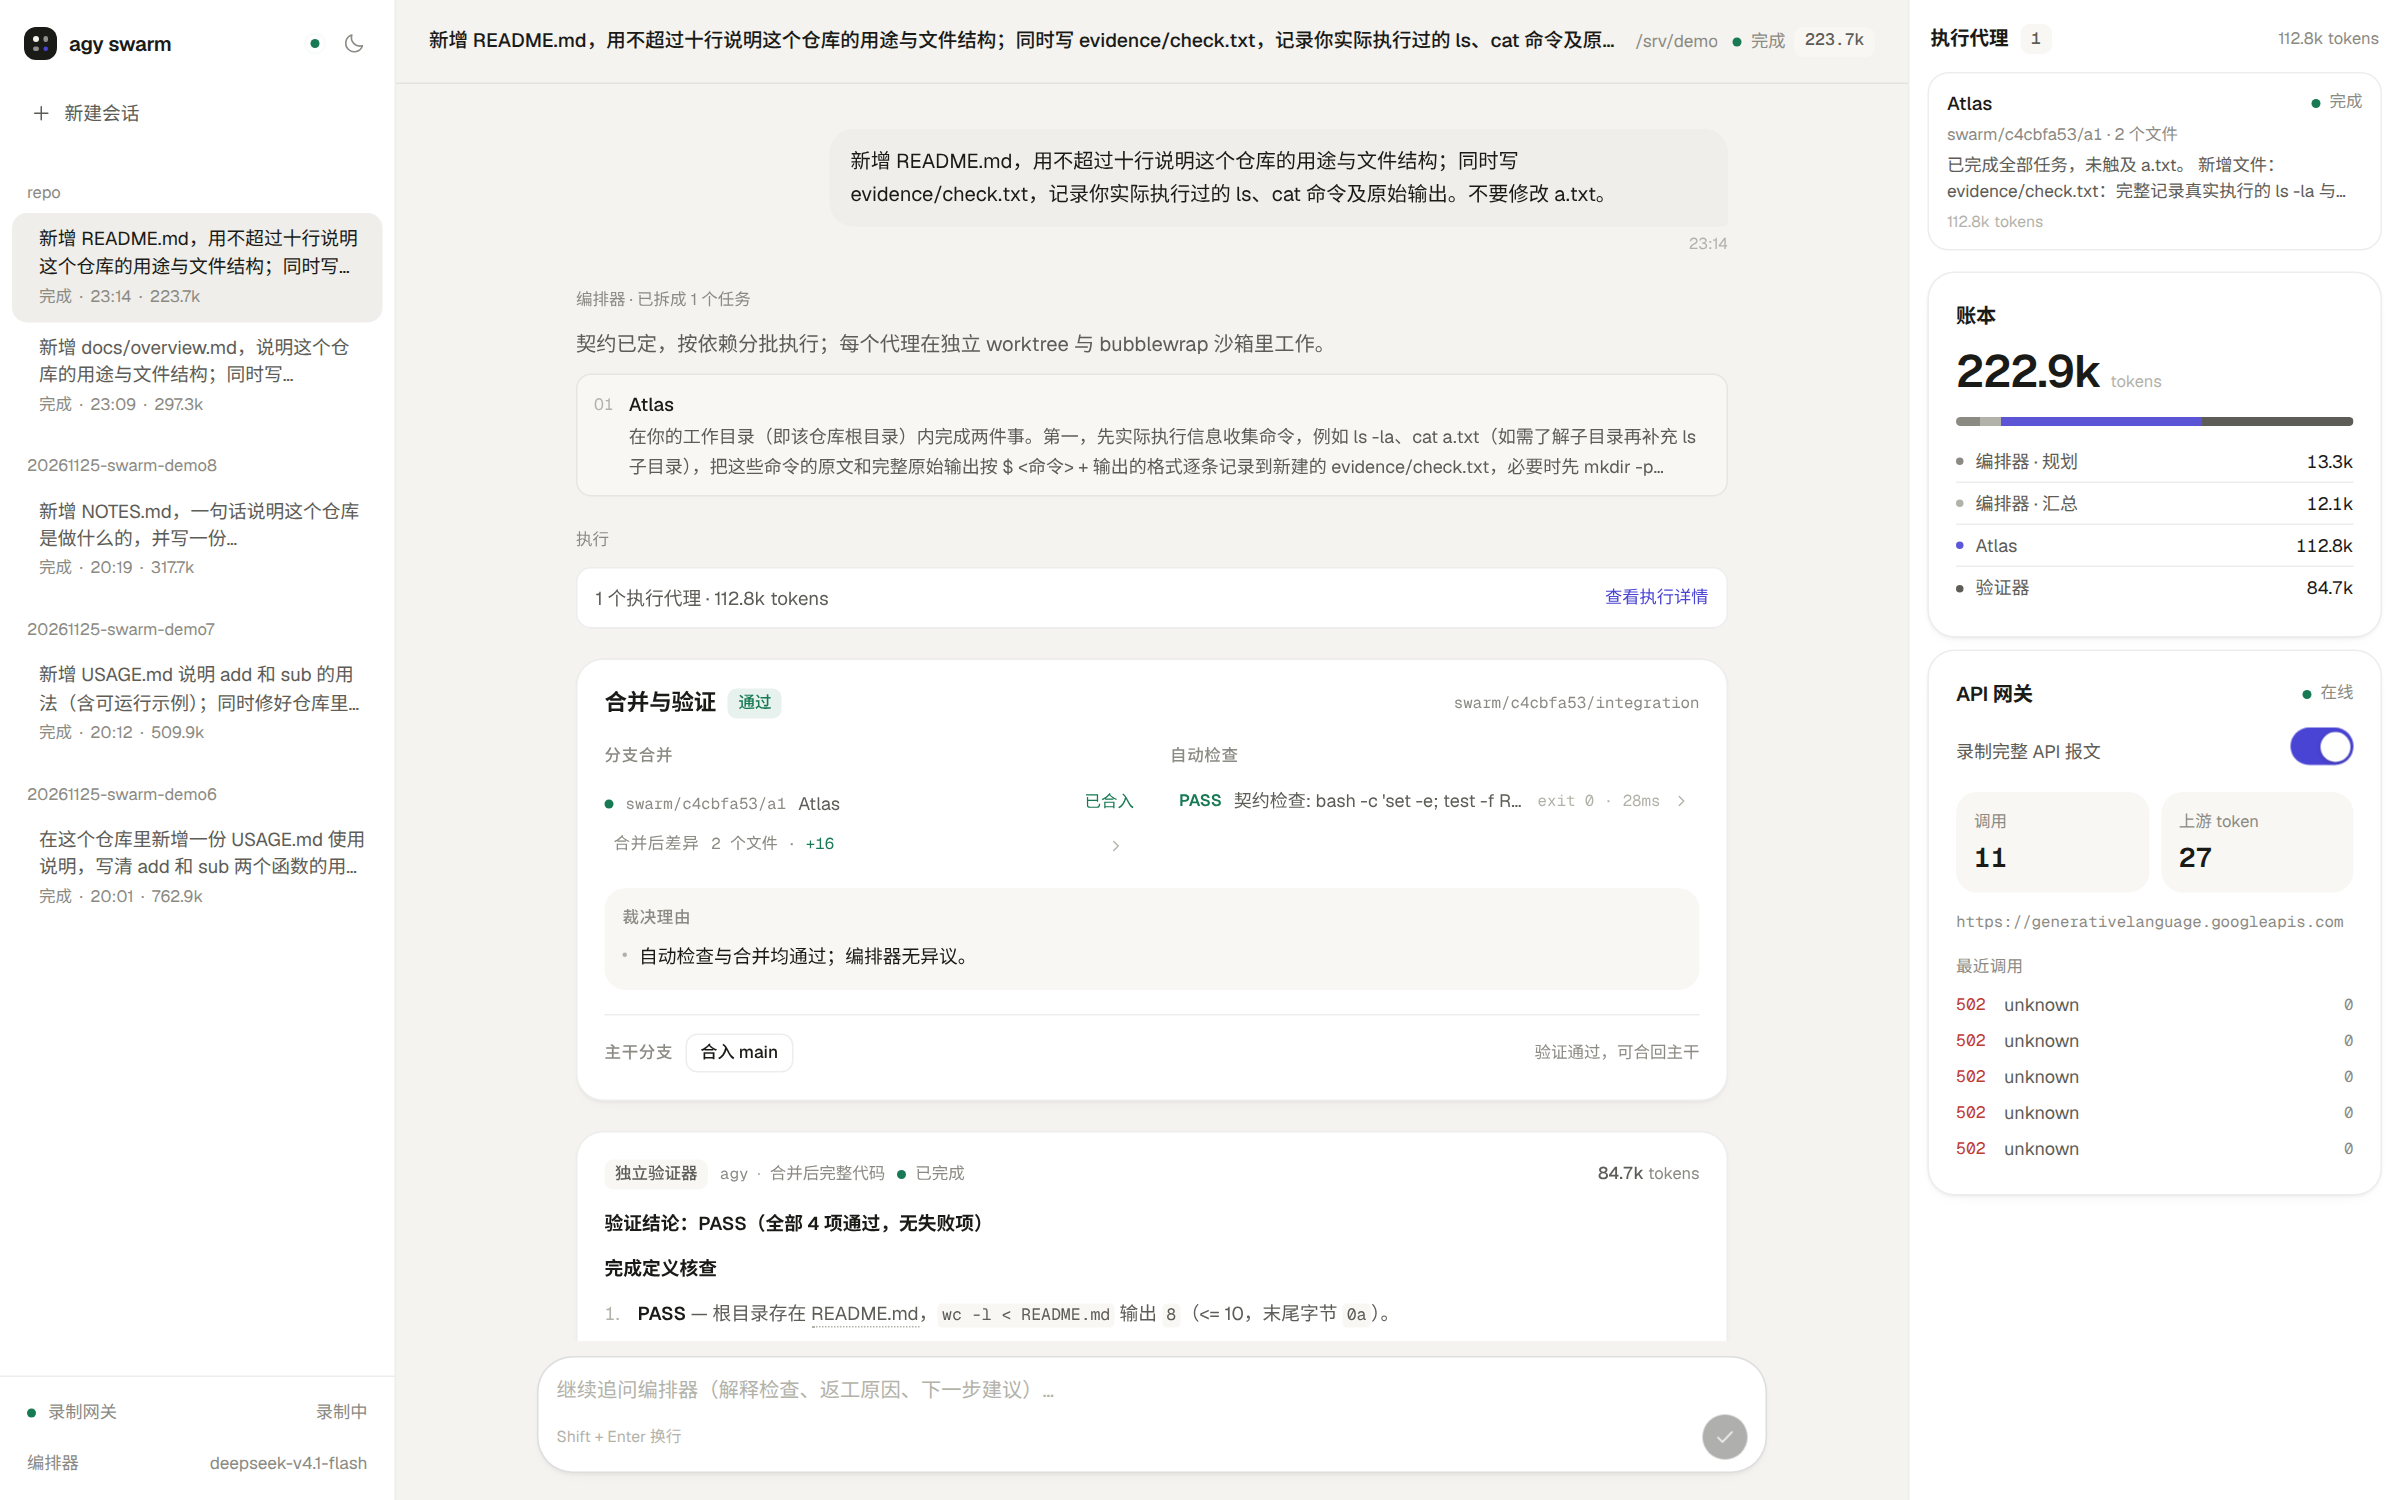 agy swarm
新建会话
repo
新增 README.md，用不超过十行说明
这个仓库的用途与文件结构；同时写...
完成 · 23:14 · 223.7k
新增 docs/overview.md，说明这个仓
库的用途与文件结构；同时写...
完成 · 23:09 · 297.3k
20261125-swarm-demo8
新增 NOTES.md，一句话说明这个仓库
是做什么的，并写一份...
完成 · 20:19 · 317.7k
20261125-swarm-demo7
新增 USAGE.md 说明 add 和 sub 的用
法（含可运行示例）；同时修好仓库里...
完成 · 20:12 · 509.9k
20261125-swarm-demo6
在这个仓库里新增一份 USAGE.md 使用
说明，写清 add 和 sub 两个函数的用...
完成 · 20:01 · 762.9k
录制网关 录制中
编排器 deepseek-v4.1-flash
新增 README.md，用不超过十行说明这个仓库的用途与文件结构；同时写 evidence/check.txt，记录你实际执行过的 ls、cat 命令及原... /srv/demo 完成 223.7k
新增 README.md，用不超过十行说明这个仓库的用途与文件结构；同时写
evidence/check.txt，记录你实际执行过的 ls、cat 命令及原始输出。不要修改 a.txt。
23:14
编排器 · 已拆成 1 个任务
契约已定，按依赖分批执行；每个代理在独立 worktree 与 bubblewrap 沙箱里工作。
01 Atlas
在你的工作目录（即该仓库根目录）内完成两件事。第一，先实际执行信息收集命令，例如 ls -la、cat a.txt（如需了解子目录再补充 ls
子目录），把这些命令的原文和完整原始输出按 $ <命令> + 输出的格式逐条记录到新建的 evidence/check.txt，必要时先 mkdir -p...
执行
1 个执行代理 · 112.8k tokens 查看执行详情
合并与验证 通过 swarm/c4cbfa53/integration
分支合并 自动检查
swarm/c4cbfa53/a1 Atlas 已合入 PASS 契约检查: bash -c 'set -e; test -f R... exit 0 · 28ms
合并后差异 2 个文件 · +16
裁决理由
自动检查与合并均通过；编排器无异议。
主干分支 合入 main 验证通过，可合回主干
独立验证器 agy · 合并后完整代码 已完成 84.7k tokens
验证结论：PASS（全部 4 项通过，无失败项）
完成定义核查
1. PASS — 根目录存在 README.md，wc -l < README.md 输出 8（<= 10，末尾字节 0a）。
继续追问编排器（解释检查、返工原因、下一步建议）...
Shift + Enter 换行
执行代理 1 112.8k tokens
Atlas 完成
swarm/c4cbfa53/a1 · 2 个文件
已完成全部任务，未触及 a.txt。 新增文件：
evidence/check.txt：完整记录真实执行的 ls -la 与...
112.8k tokens
账本
222.9k tokens
编排器 · 规划 13.3k
编排器 · 汇总 12.1k
Atlas 112.8k
验证器 84.7k
API 网关 在线
录制完整 API 报文
调用 上游 token
11 27
https://generativelanguage.googleapis.com
最近调用
502 unknown 0
502 unknown 0
502 unknown 0
502 unknown 0
502 unknown 0